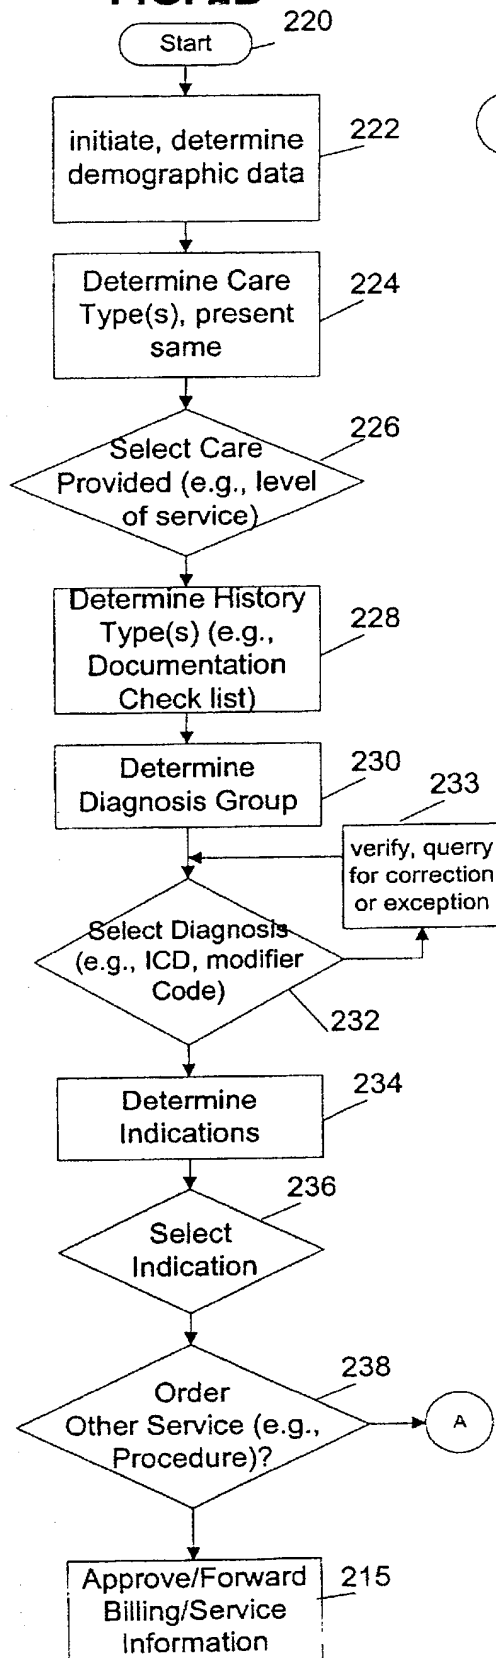 220
Start
222
initiate, determine
demographic data
224
Determine Care
Type(s), present
same
226
Select Care
Provided (e.g., level
of service)
Determine History
228
Type(s) (e.g.,
Documentation
Check list)
230
Determine
Diagnosis Group
233
verify, querry
for correction
or exception
Select Diagnosis
(e.g., ICD, modifier
Code)
232
234
Determine
Indications
236
Select
Indication
238
Order
Other Service (e.g.,
Procedure)?
A
Approve/Forward
215
Billing/Service
Information